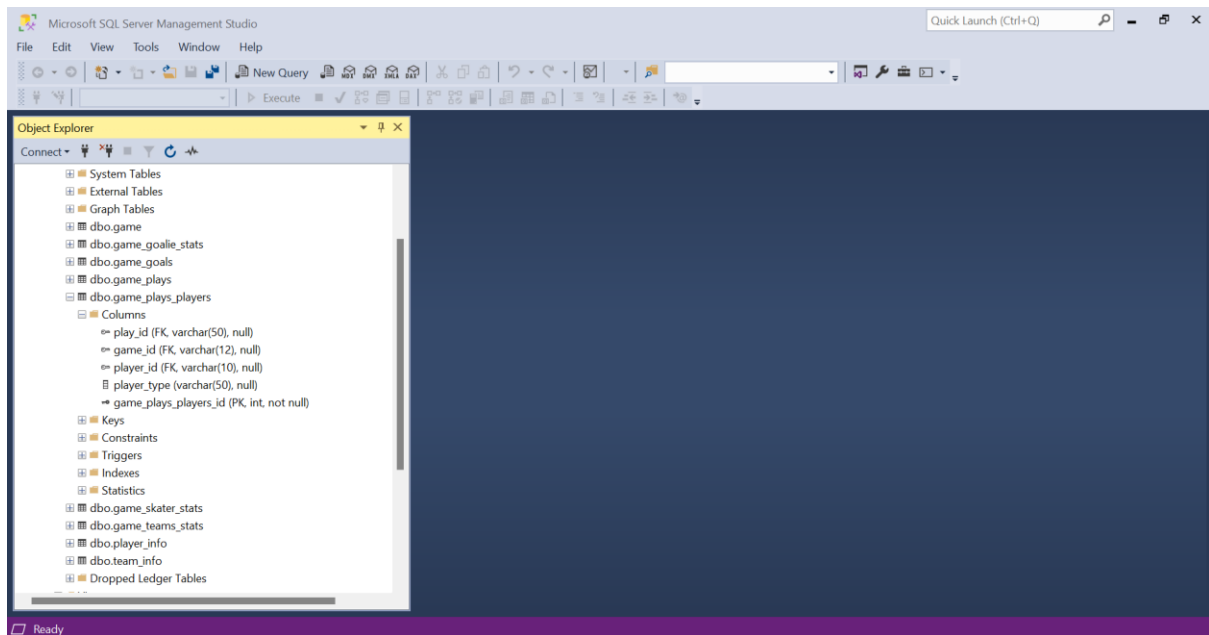 Microsoft SQL Server Management Studio
Quick Launch (Ctrl+Q)
File Edit View Tools Window Help
New Query MDX DMX XMLA DAX
Execute
Object Explorer
Connect
System Tables
External Tables
Graph Tables
dbo.game
dbo.game_goalie_stats
dbo.game_goals
dbo.game_plays
dbo.game_plays_players
Columns
play_id (FK, varchar(50), null)
game_id (FK, varchar(12), null)
player_id (FK, varchar(10), null)
player_type (varchar(50), null)
game_plays_players_id (PK, int, not null)
Keys
Constraints
Triggers
Indexes
Statistics
dbo.game_skater_stats
dbo.game_teams_stats
dbo.player_info
dbo.team_info
Dropped Ledger Tables
Ready